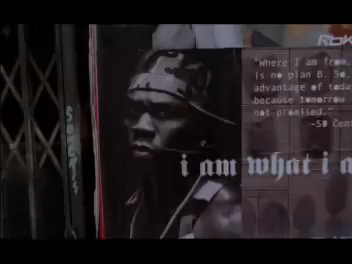 Rbk
"Where I am from,
is no plan B. So,
advantage of toda
because tomorrow
not promised."
-50 Cent
i am what i a